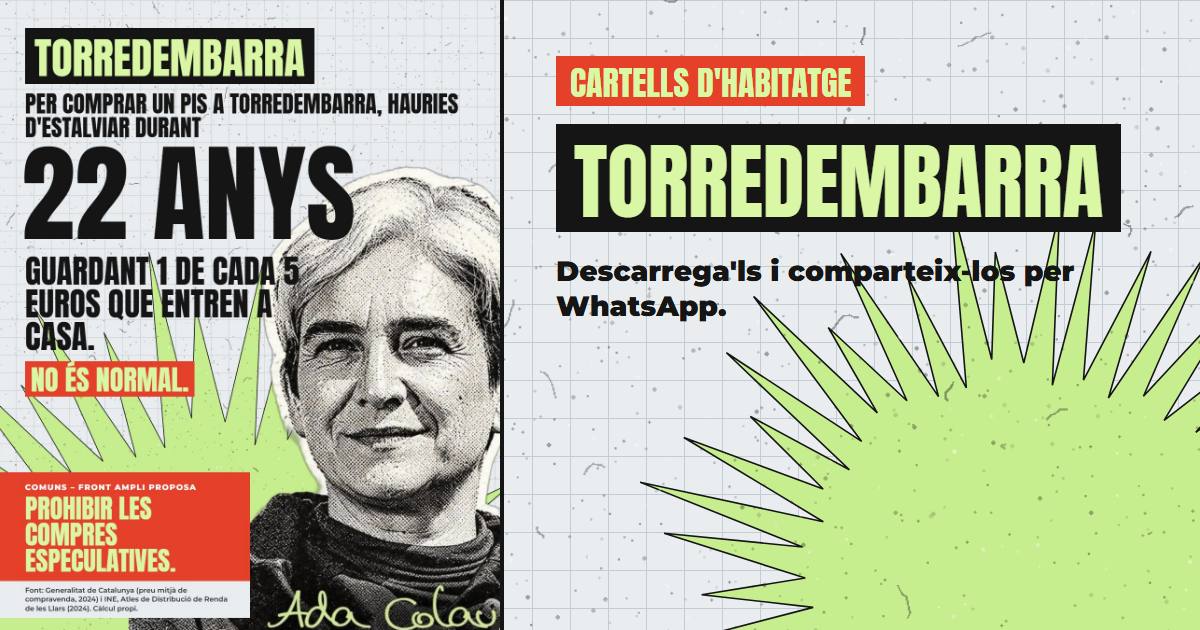 TORREDEMBARRA
PER COMPRAR UN PIS A TORREDEMBARRA, HAURIES
D'ESTALVIAR DURANT
22 ANYS
GUARDANT 1 DE CADA 5
EUROS QUE ENTREN A
CASA.
NO ÉS NORMAL.
COMUNS – FRONT AMPLI PROPOSA
PROHIBIR LES
COMPRES
ESPECULATIVES.
Font: Generalitat de Catalunya (preu mitjà de
compravenda, 2024) i INE, Atles de Distribució de Renda
de les Llars (2024). Càlcul propi.
Ada Colau
CARTELLS D'HABITATGE
TORREDEMBARRA
Descarrega'ls i comparteix-los per
WhatsApp.